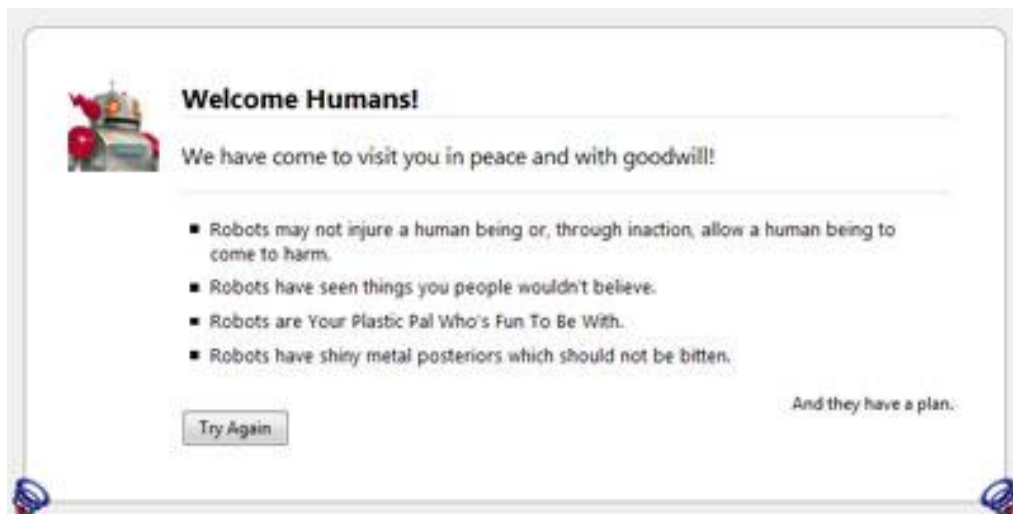 Welcome Humans!
We have come to visit you in peace and with goodwill!
Robots may not injure a human being or, through inaction, allow a human being to
come to harm.
Robots have seen things you people wouldn't believe.
Robots are Your Plastic Pal Who's Fun To Be With.
Robots have shiny metal posteriors which should not be bitten.
And they have a plan.
Try Again